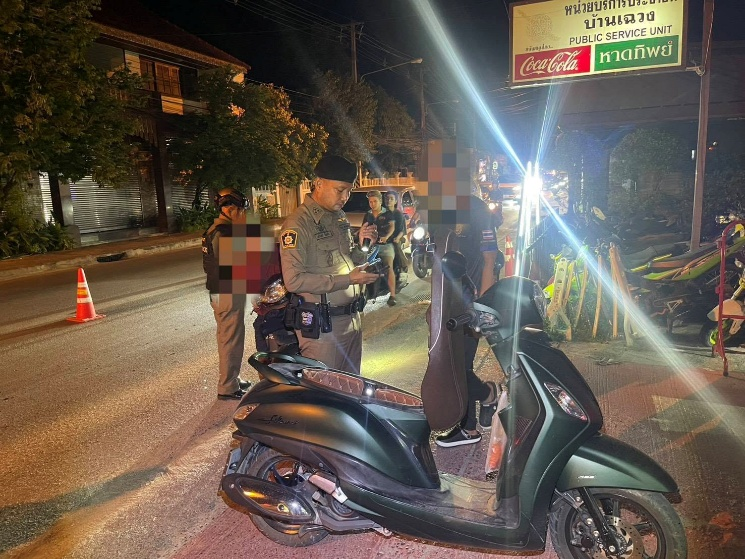 หน่วยบริการประชาชน
บ้านเฉวง
PUBLIC SERVICE UNIT
Coca-Cola
หาดทิพย์